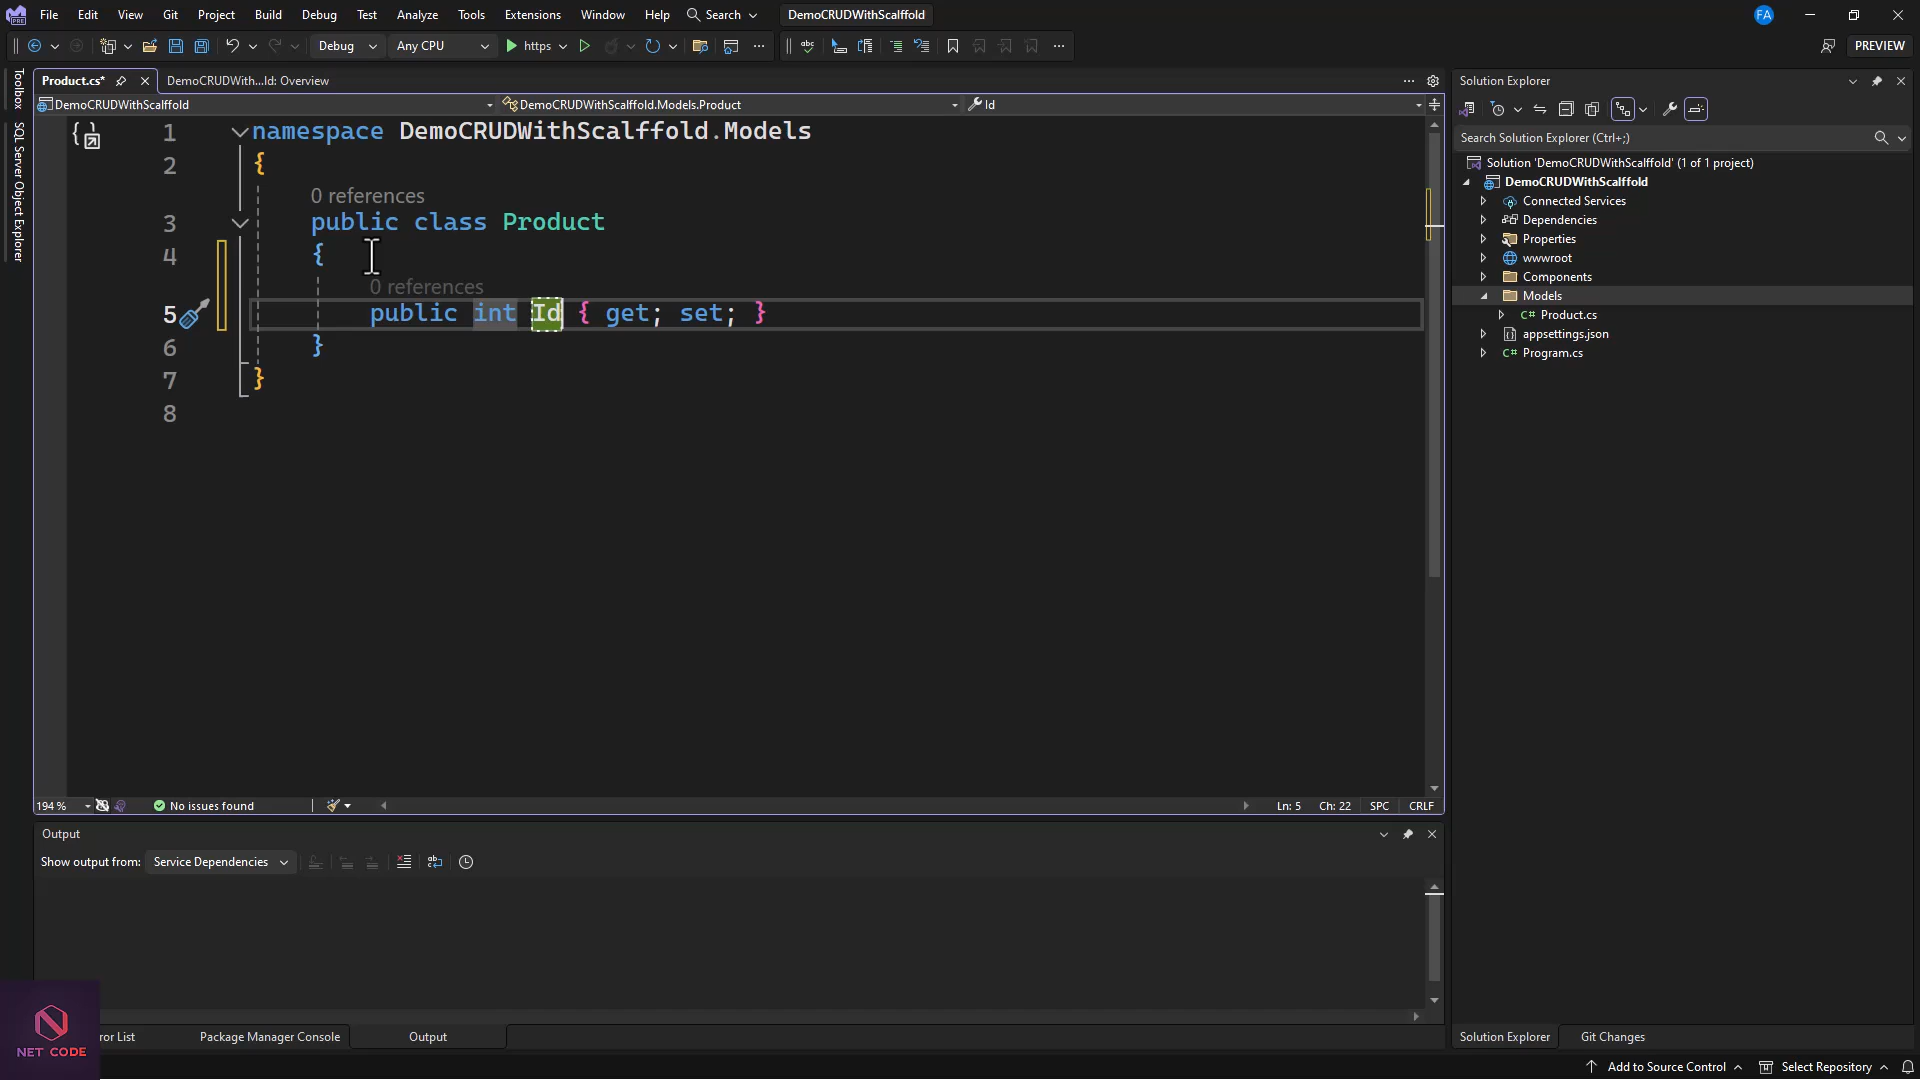 File Edit View Git Project Build Debug Test Analyze Tools Extensions Window Help Search DemoCRUDWithScalffold FA
Debug Any CPU https PREVIEW
Product.cs* DemoCRUDWith...Id: Overview
DemoCRUDWithScalffold DemoCRUDWithScalffold.Models.Product Id
Toolbox
SQL Server Object Explorer
1 namespace DemoCRUDWithScalffold.Models
2 {
0 references
3 public class Product
4 {
0 references
5 public int Id { get; set; }
6 }
7 }
8
194 % No issues found Ln: 5 Ch: 22 SPC CRLF
Output
Show output from: Service Dependencies
ror List Package Manager Console Output
NET CODE
Solution Explorer
Search Solution Explorer (Ctrl+;)
Solution 'DemoCRUDWithScalffold' (1 of 1 project)
DemoCRUDWithScalffold
Connected Services
Dependencies
Properties
wwwroot
Components
Models
C# Product.cs
appsettings.json
C# Program.cs
Solution Explorer Git Changes
Add to Source Control Select Repository